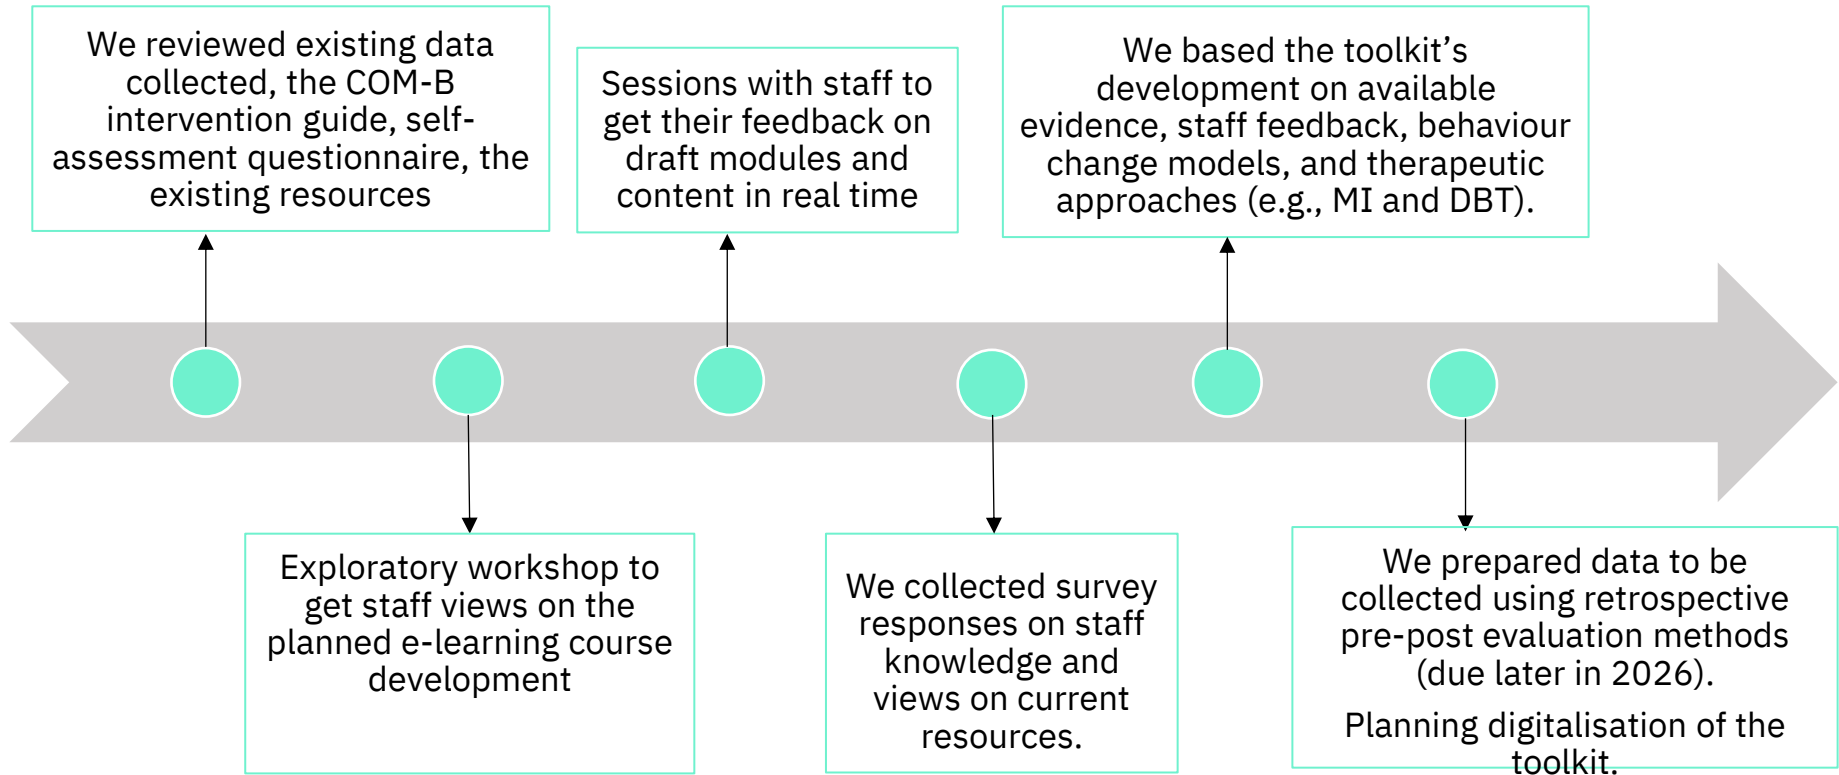 We reviewed existing data
collected, the COM-B
intervention guide, self-
assessment questionnaire, the
existing resources
Exploratory workshop to
get staff views on the
planned e-learning course
development
Sessions with staff to
get their feedback on
draft modules and
content in real time
We collected survey
responses on staff
knowledge and
views on current
resources.
We based the toolkit’s
development on available
evidence, staff feedback, behaviour
change models, and therapeutic
approaches (e.g., MI and DBT).
We prepared data to be
collected using retrospective
pre-post evaluation methods
(due later in 2026).
Planning digitalisation of the
toolkit.